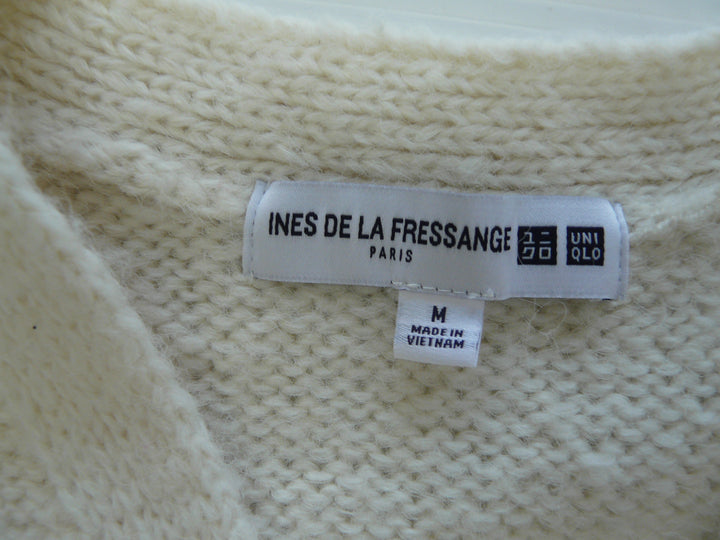 INES DE LA FRESSANGE
PARIS
ユニ
クロ
UNI
QLO
M
MADE IN
VIETNAM